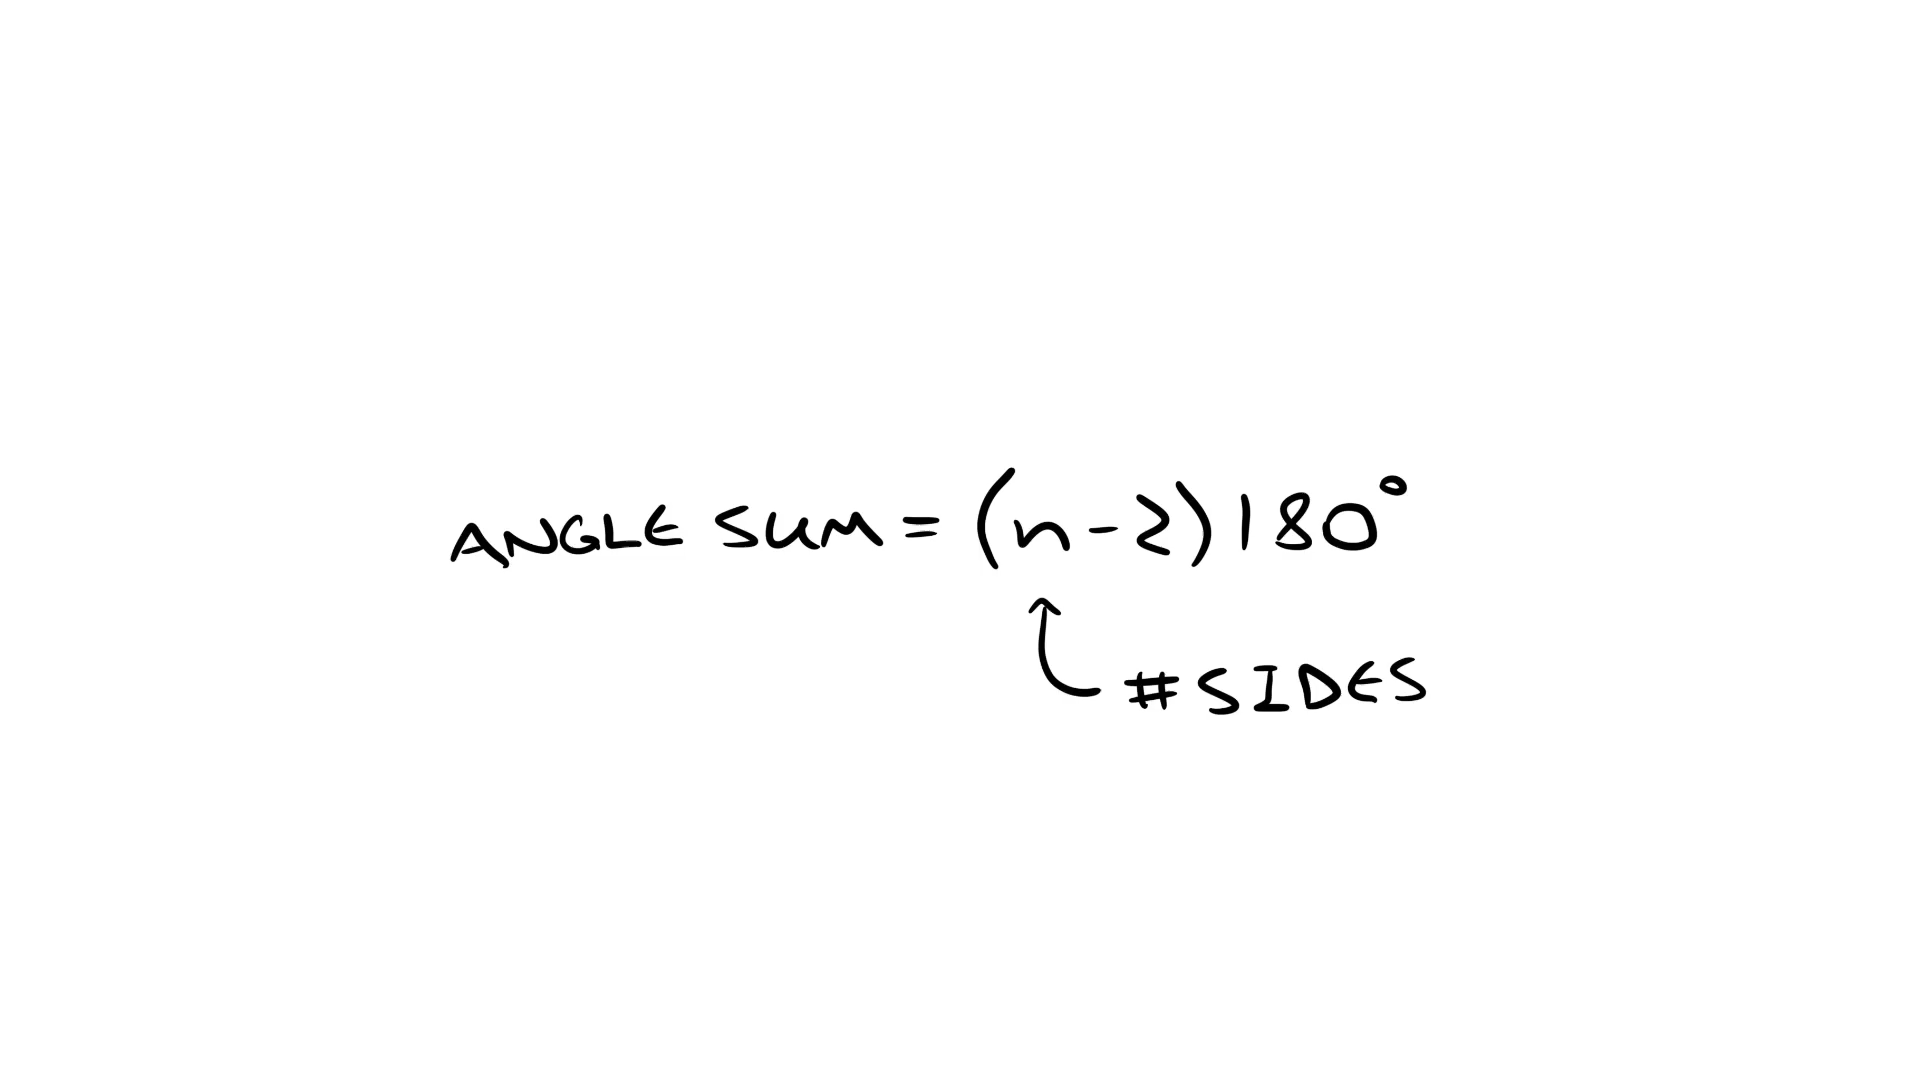 ANGLE SUM = (n-2)180°
# SIDES